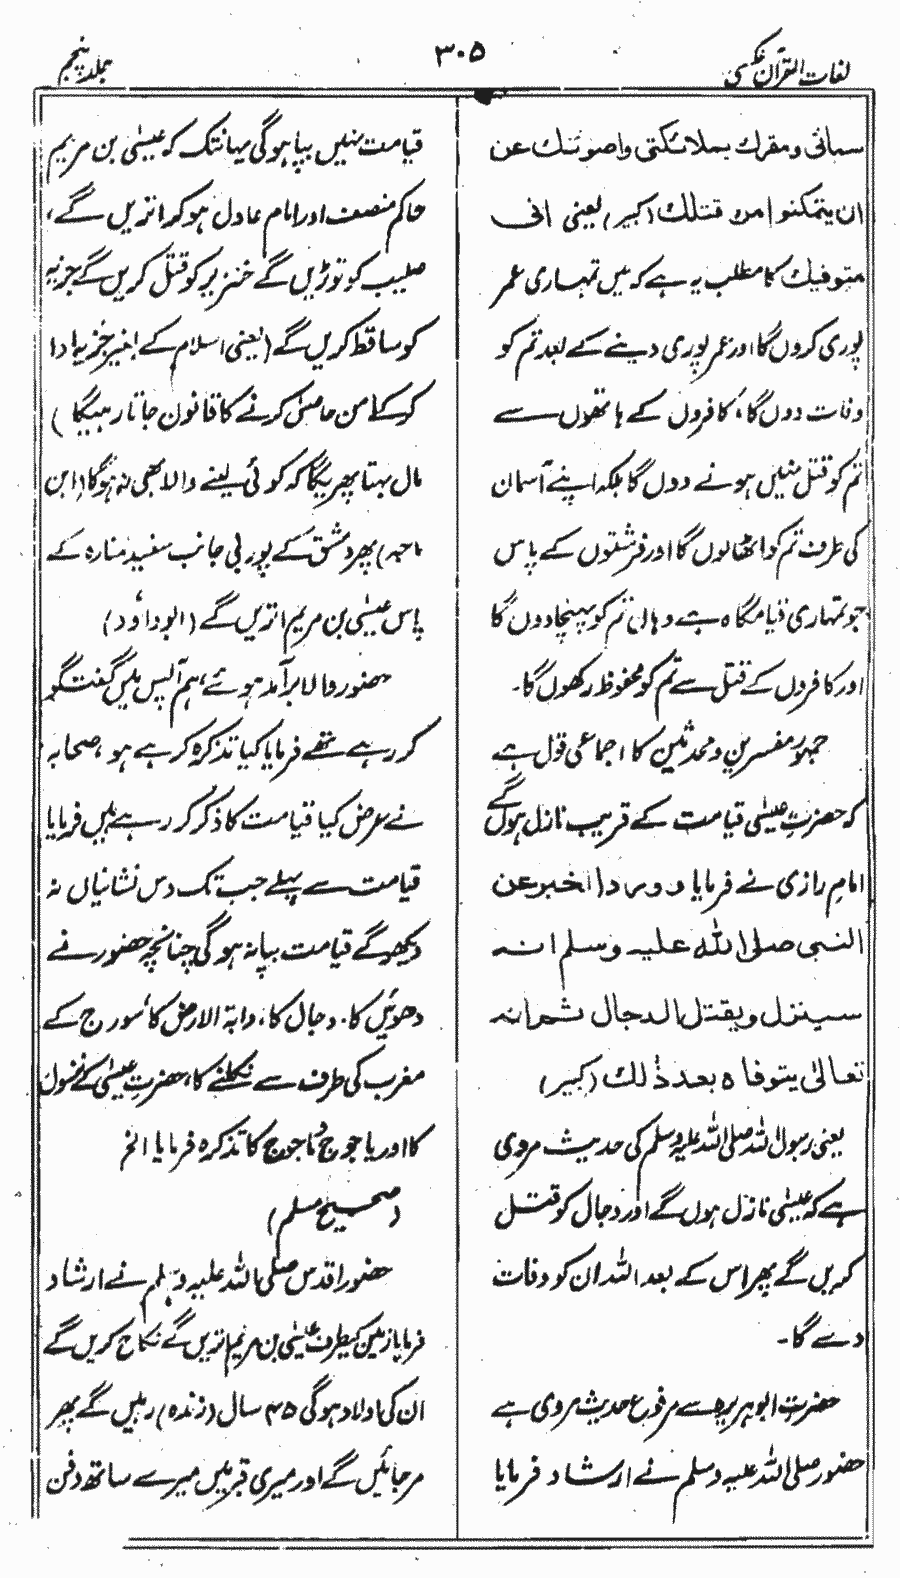 لغات القرآن عکسی
۳۰۵
جلد پنجم
سمائی ومقرك بملائکتی واصونك عن
ان یتمکنوا من قتلك (کبیر) یعنی انی
متوفیك کا مطلب یہ ہے کہ میں تمہاری عمر
پوری کروں گا اور عمر پوری دینے کے بعد تم کو
وفات دوں گا، کافروں کے ہاتھوں سے
تم کو قتل نہیں ہونے دوں گا بلکہ اپنے آسمان
کی طرف تم کو اٹھالوں گا اور فرشتوں کے پاس
جو تمہاری قیامگاہ ہے وہاں تم کو پہنچادوں گا
اور کافروں کے قتل سے تم کو محفوظ رکھوں گا۔
جمہور مفسرین و محدثین کا اجماعی قول ہے
کہ حضرتِ عیسٰی قیامت کے قریب نازل ہوں گے
امامِ رازی نے فرمایا وورد الخبر عن
النبی صلی اللہ علیہ وسلم انہ
سینزل ویقتل الدجال ثم انہ
تعالیٰ یتوفاہ بعد ذٰلك (کبیر)
یعنی رسول اللہ صلی اللہ علیہ وسلم کی حدیث مروی
ہے کہ عیسٰی نازل ہوں گے اور دجال کو قتل
کریں گے پھر اس کے بعد اللہ ان کو وفات
دے گا۔
حضرتِ ابو ہریرہ سے مرفوع حدیث مروی ہے
حضور صلی اللہ علیہ وسلم نے ارشاد فرمایا
قیامت نہیں بپا ہوگی یہانتک کہ عیسٰی بن مریم
حاکم منصف اور امام عادل ہو کر اتریں گے،
صلیب کو توڑیں گے خنزیر کو قتل کریں گے جزیہ
کو ساقط کریں گے (یعنی اسلام کے بغیر جزیہ ادا
کرکے امن حاصل کرنے کا قانون جاتا رہیگا)
مال بہتا پھریگا کہ کوئی لینے والا بھی نہ ہوگا (ابن
ماجہ) پھر دمشق کے پوربی جانب سفید منارہ کے
پاس عیسٰی بن مریم اتریں گے (ابو داؤد)
حضور والا برآمد ہوئے، ہم آپس میں گفتگو
کر رہے تھے فرمایا کیا تذکرہ کر رہے ہو، صحابہ
نے عرض کیا قیامت کا ذکر کر رہے ہیں فرمایا
قیامت سے پہلے جب تک دس نشانیاں نہ
دیکھوگے قیامت بپا نہ ہوگی چنانچہ حضور نے
دھوئیں کا۔ دجال کا، دابۃ الارض کا، سورج کے
مغرب کی طرف سے نکلنے کا، حضرتِ عیسٰی کے نزول
کا اور یاجوج ماجوج کا تذکرہ فرمایا الخ
(صحیح مسلم)
حضور اقدس صلی اللہ علیہ وسلم نے ارشاد
فرمایا زمین کیطرف عیسٰی بن مریم اتریں گے نکاح کریں گے
ان کی اولاد ہوگی ۴۵ سال (زندہ) رہیں گے پھر
مرجائیں گے اور میری قبر میں میرے ساتھ دفن